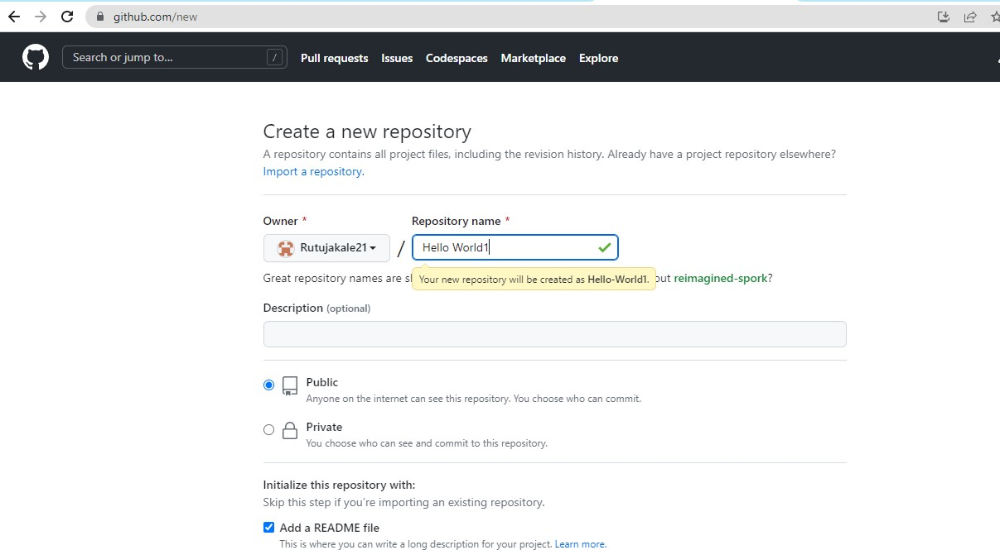 github.com/new
Search or jump to... / Pull requests Issues Codespaces Marketplace Explore
Create a new repository
A repository contains all project files, including the revision history. Already have a project repository elsewhere?
Import a repository.
Owner * Repository name *
Rutujakale21 / Hello World1
Great repository names are Your new repository will be created as Hello-World1. reimagined-spork?
Description (optional)
Public
Anyone on the internet can see this repository. You choose who can commit.
Private
You choose who can see and commit to this repository.
Initialize this repository with:
Skip this step if you're importing an existing repository.
Add a README file
This is where you can write a long description for your project. Learn more.